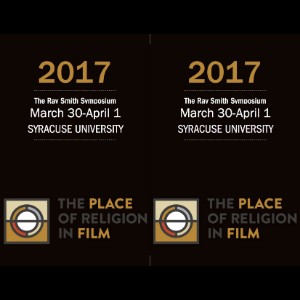 2017
The Ray Smith Symposium
March 30-April 1
SYRACUSE UNIVERSITY
THE PLACE
OF RELIGION
IN FILM
2017
The Ray Smith Symposium
March 30-April 1
SYRACUSE UNIVERSITY
THE PLACE
OF RELIGION
IN FILM